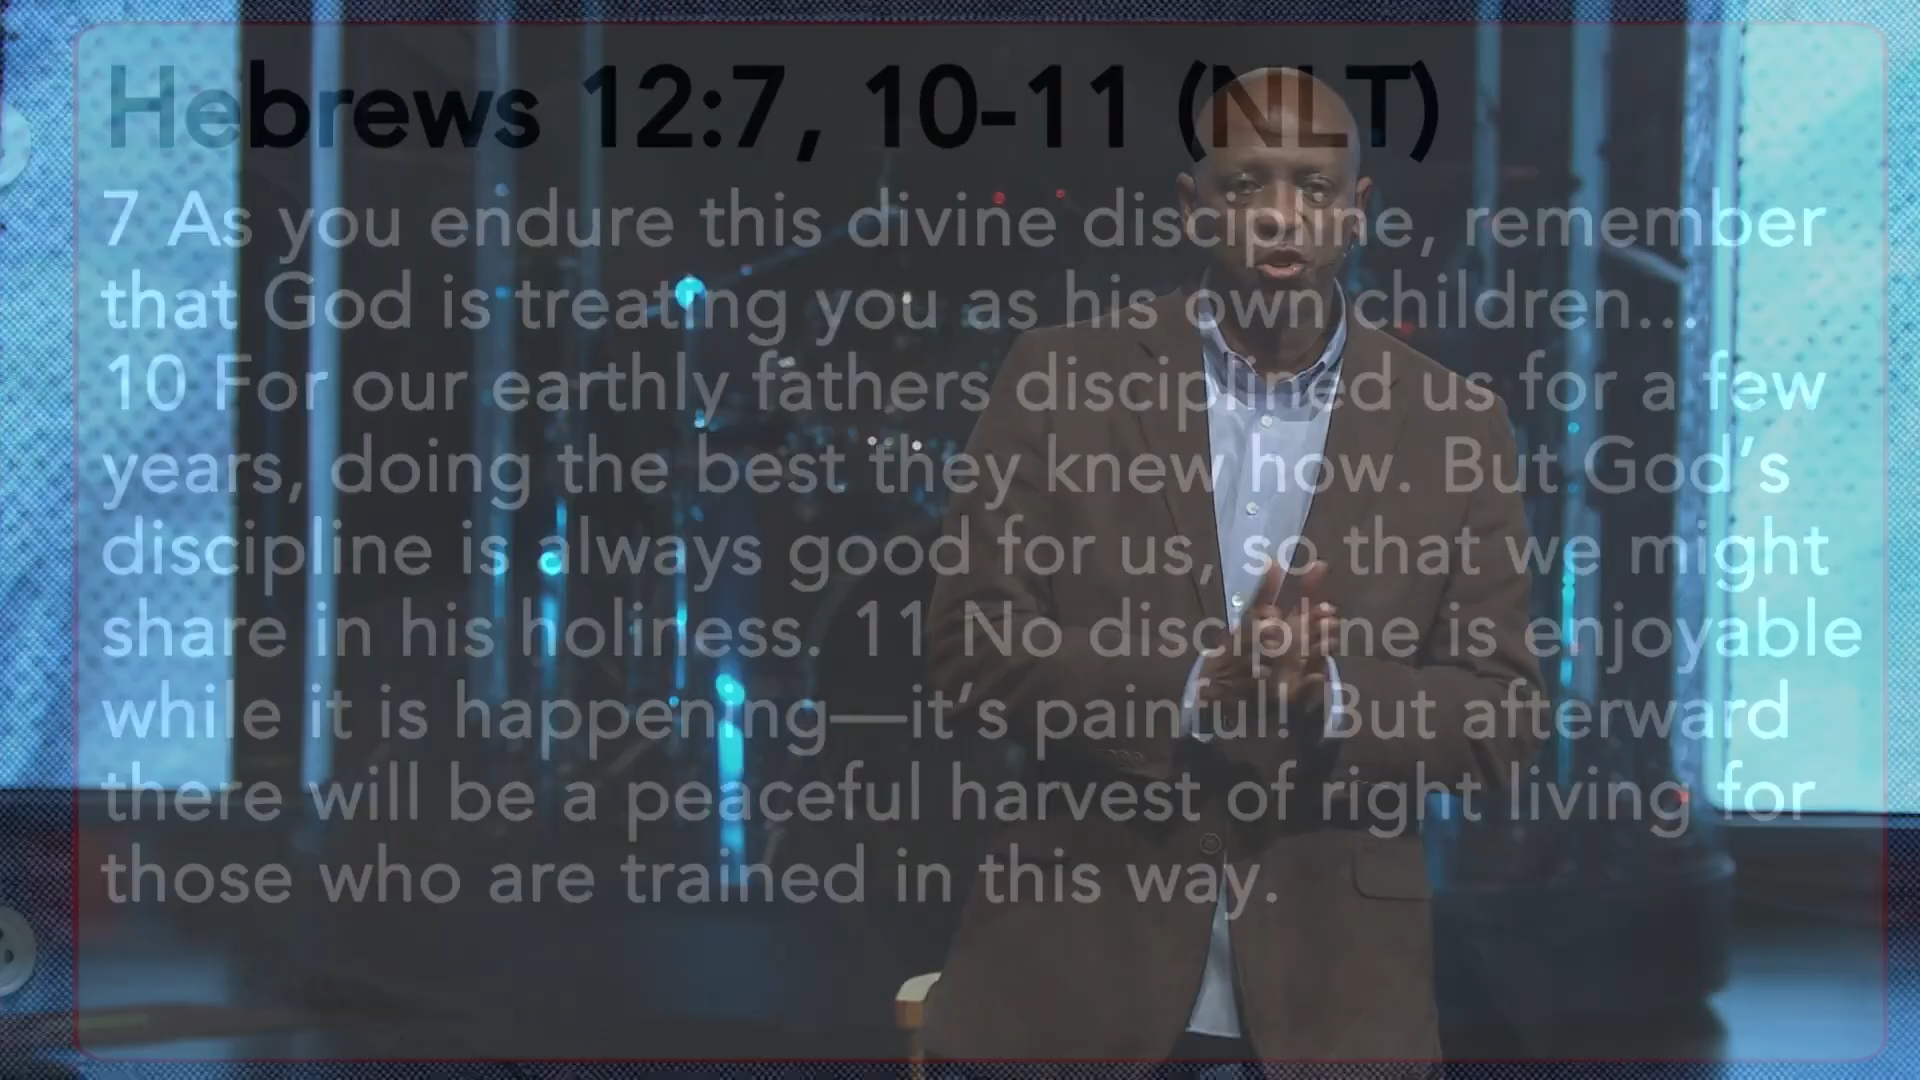 Hebrews 12:7, 10-11 (NLT)
7 As you endure this divine discipline, remember
that God is treating you as his own children...
10 For our earthly fathers disciplined us for a few
years, doing the best they knew how. But God’s
discipline is always good for us, so that we might
share in his holiness. 11 No discipline is enjoyable
while it is happening—it’s painful! But afterward
there will be a peaceful harvest of right living for
those who are trained in this way.